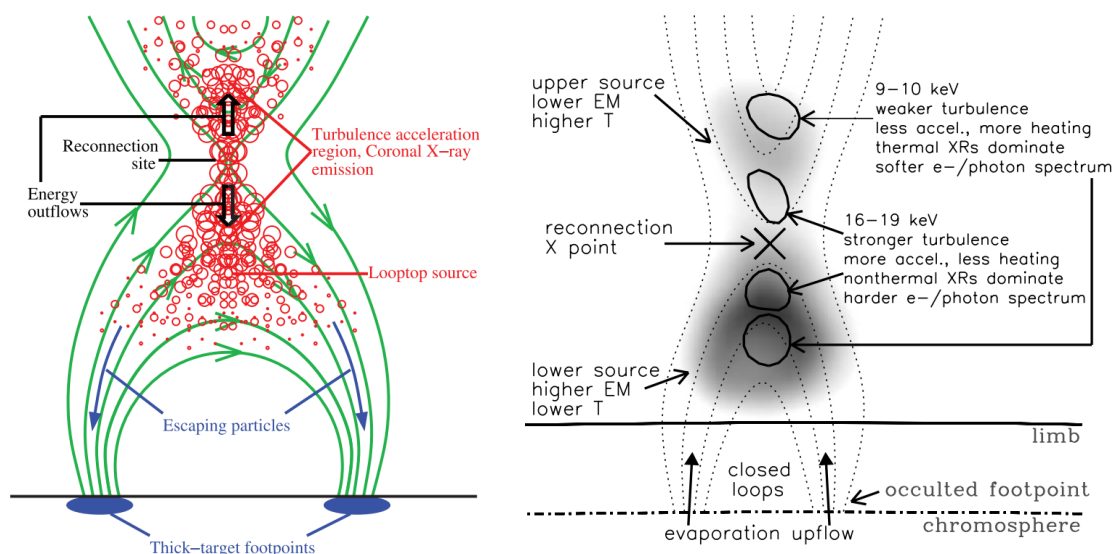 Reconnection
site
Energy
outflows
Turbulence acceleration
region, Coronal X−ray
emission
Looptop source
Escaping particles
Thick−target footpoints
upper source
lower EM
higher T
9−10 keV
weaker turbulence
less accel., more heating
thermal XRs dominate
softer e−/photon spectrum
reconnection
X point
16−19 keV
stronger turbulence
more accel., less heating
nonthermal XRs dominate
harder e−/photon spectrum
lower source
higher EM
lower T
limb
closed
loops
occulted footpoint
chromosphere
evaporation upflow